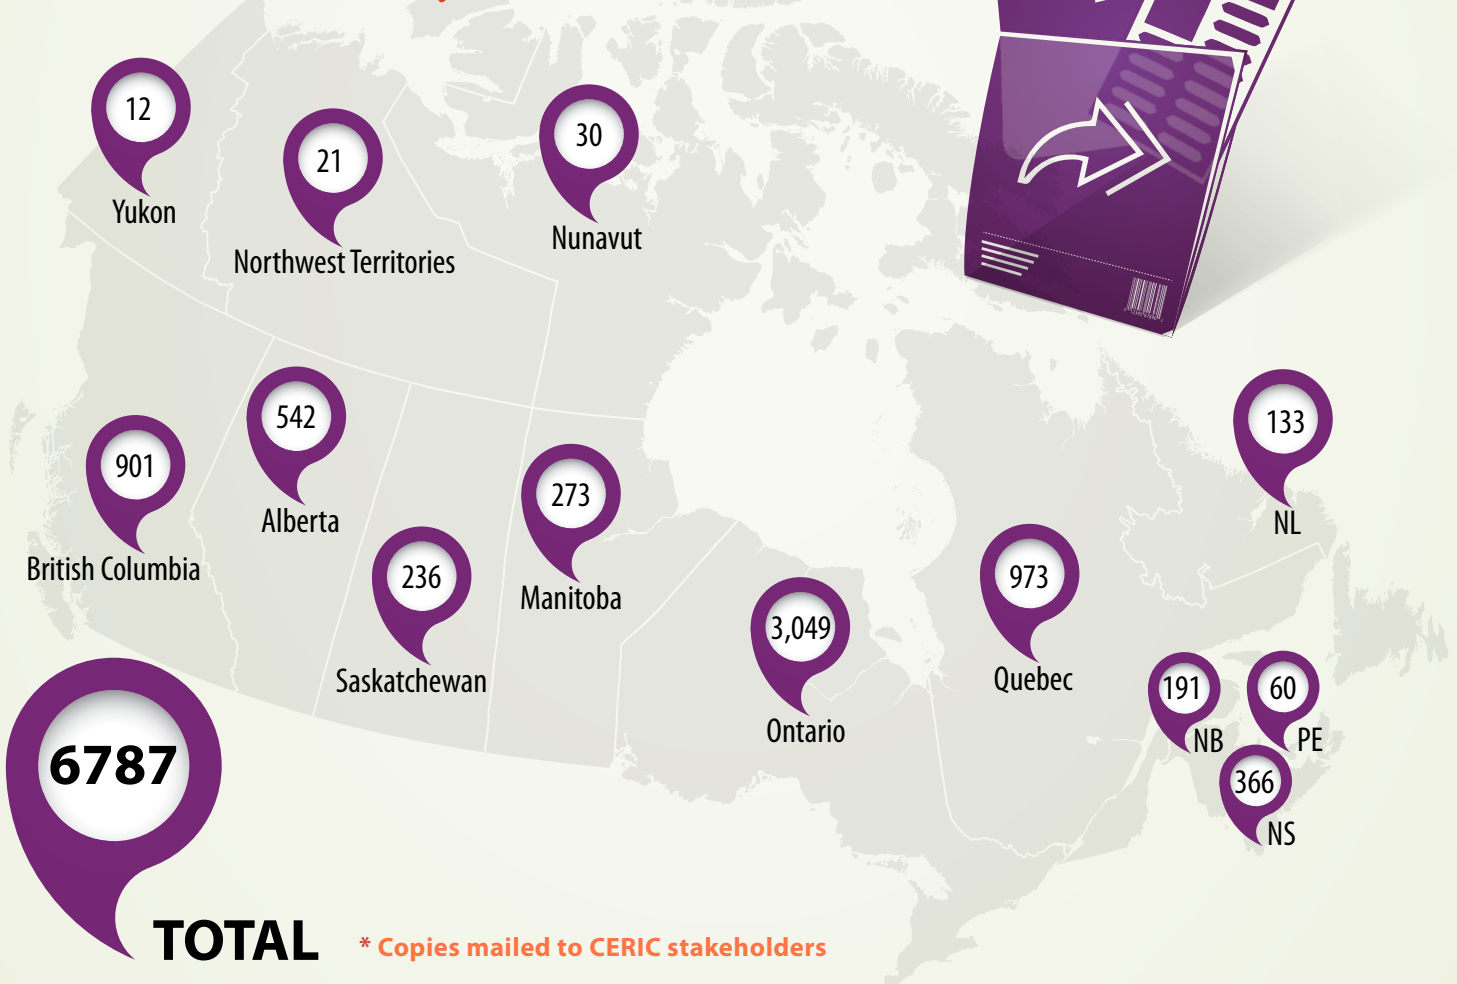 12
Yukon
21
Northwest Territories
30
Nunavut
901
British Columbia
542
Alberta
236
Saskatchewan
273
Manitoba
3,049
Ontario
973
Quebec
133
NL
191
NB
60
PE
366
NS
6787
TOTAL
* Copies mailed to CERIC stakeholders